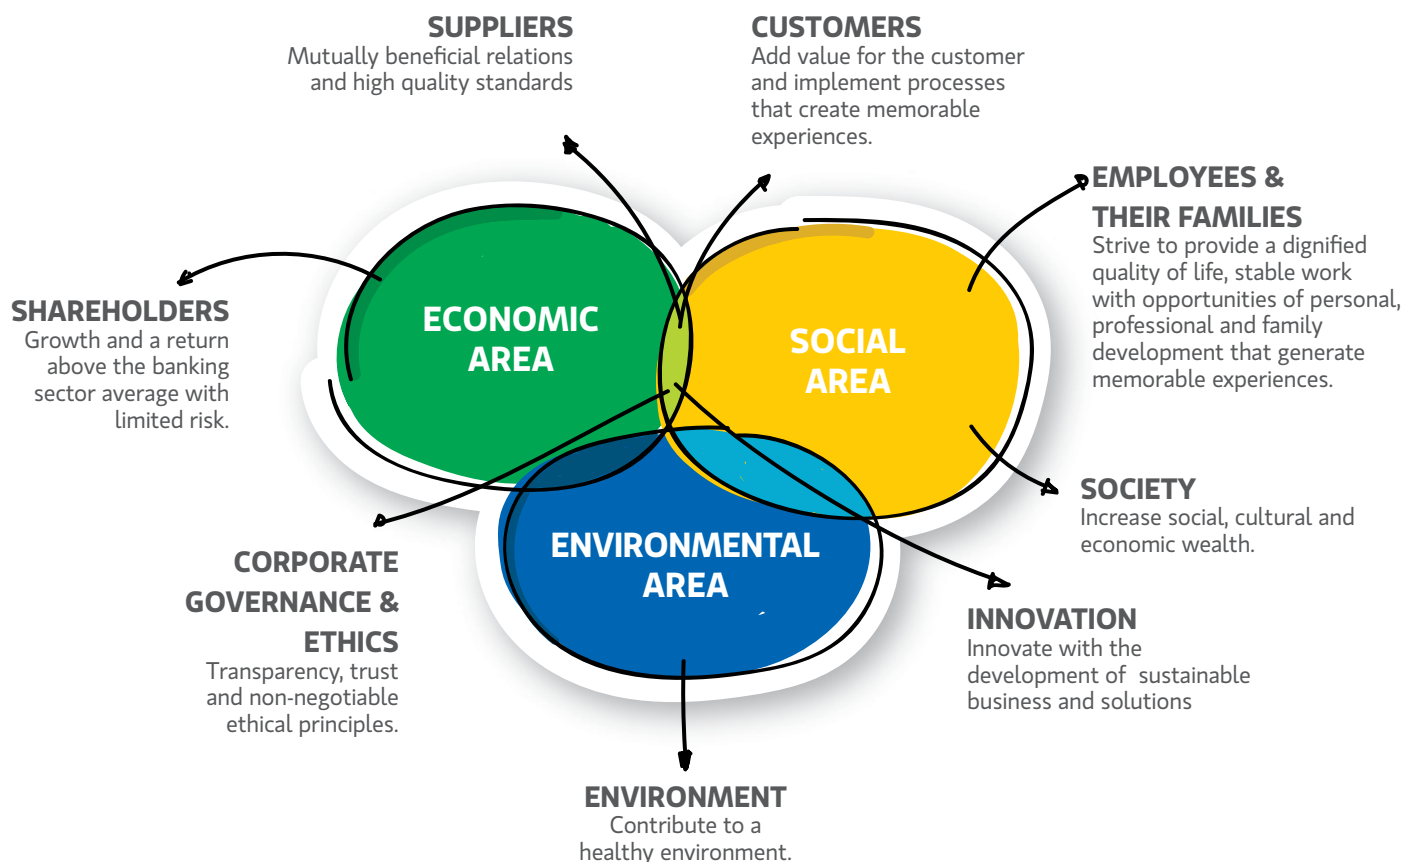 SUPPLIERS
Mutually beneficial relations
and high quality standards
CUSTOMERS
Add value for the customer
and implement processes
that create memorable
experiences.
EMPLOYEES &
THEIR FAMILIES
Strive to provide a dignified
quality of life, stable work
with opportunities of personal,
professional and family
development that generate
memorable experiences.
SHAREHOLDERS
Growth and a return
above the banking
sector average with
limited risk.
ECONOMIC
AREA
SOCIAL
AREA
SOCIETY
Increase social, cultural and
economic wealth.
ENVIRONMENTAL
AREA
CORPORATE
GOVERNANCE &
ETHICS
Transparency, trust
and non-negotiable
ethical principles.
INNOVATION
Innovate with the
development of  sustainable
business and solutions
ENVIRONMENT
Contribute to a
healthy environment.